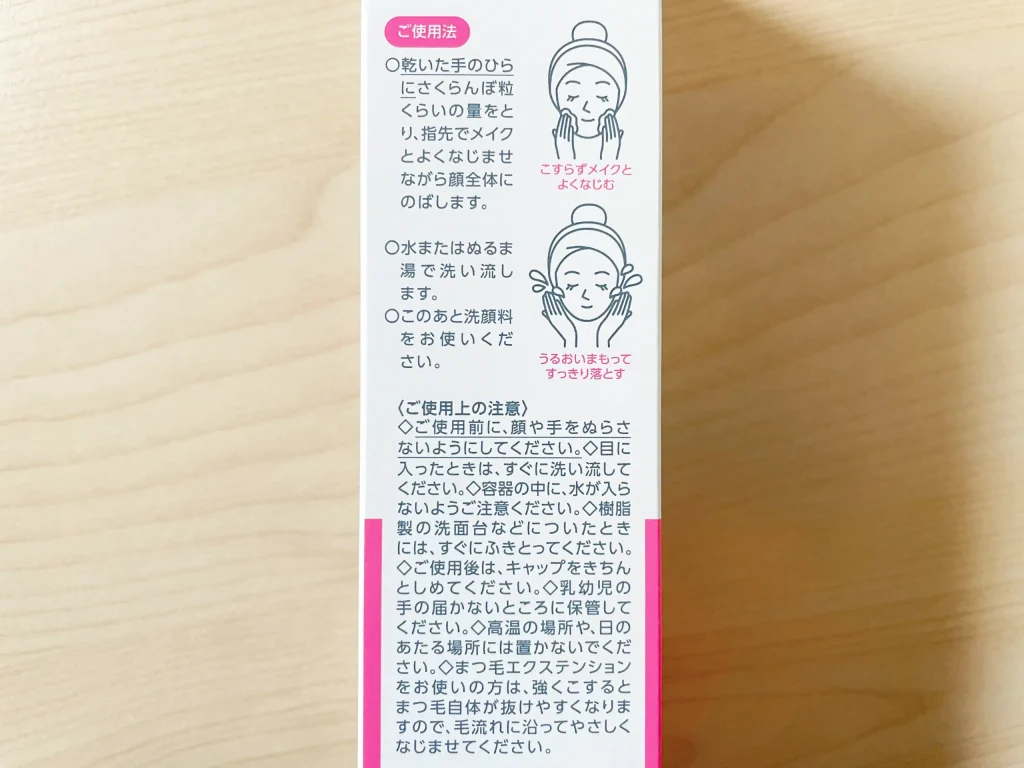 ご使用法
○乾いた手のひら
にさくらんぼ粒
くらいの量をと
り、指先でメイク
とよくなじませ
ながら顔全体に
のばします。
こすらずメイクと
よくなじむ
○水またはぬるま
湯で洗い流し
ます。
○このあと洗顔料
をお使いくだ
さい。
うるおいまもって
すっきり落とす
〈ご使用上の注意〉
◇ご使用前に、顔や手をぬらさ
ないようにしてください。◇目に
入ったときは、すぐに洗い流して
ください。◇容器の中に、水が入ら
ないようご注意ください。◇樹脂
製の洗面台などについたとき
には、すぐにふきとってください。
◇ご使用後は、キャップをきちん
としめてください。◇乳幼児の
手の届かないところに保管して
ください。◇高温の場所や、日の
あたる場所には置かないでくだ
さい。◇まつ毛エクステンション
をお使いの方は、強くこすると
まつ毛自体が抜けやすくなりま
すので、毛流れに沿ってやさしく
なじませてください。